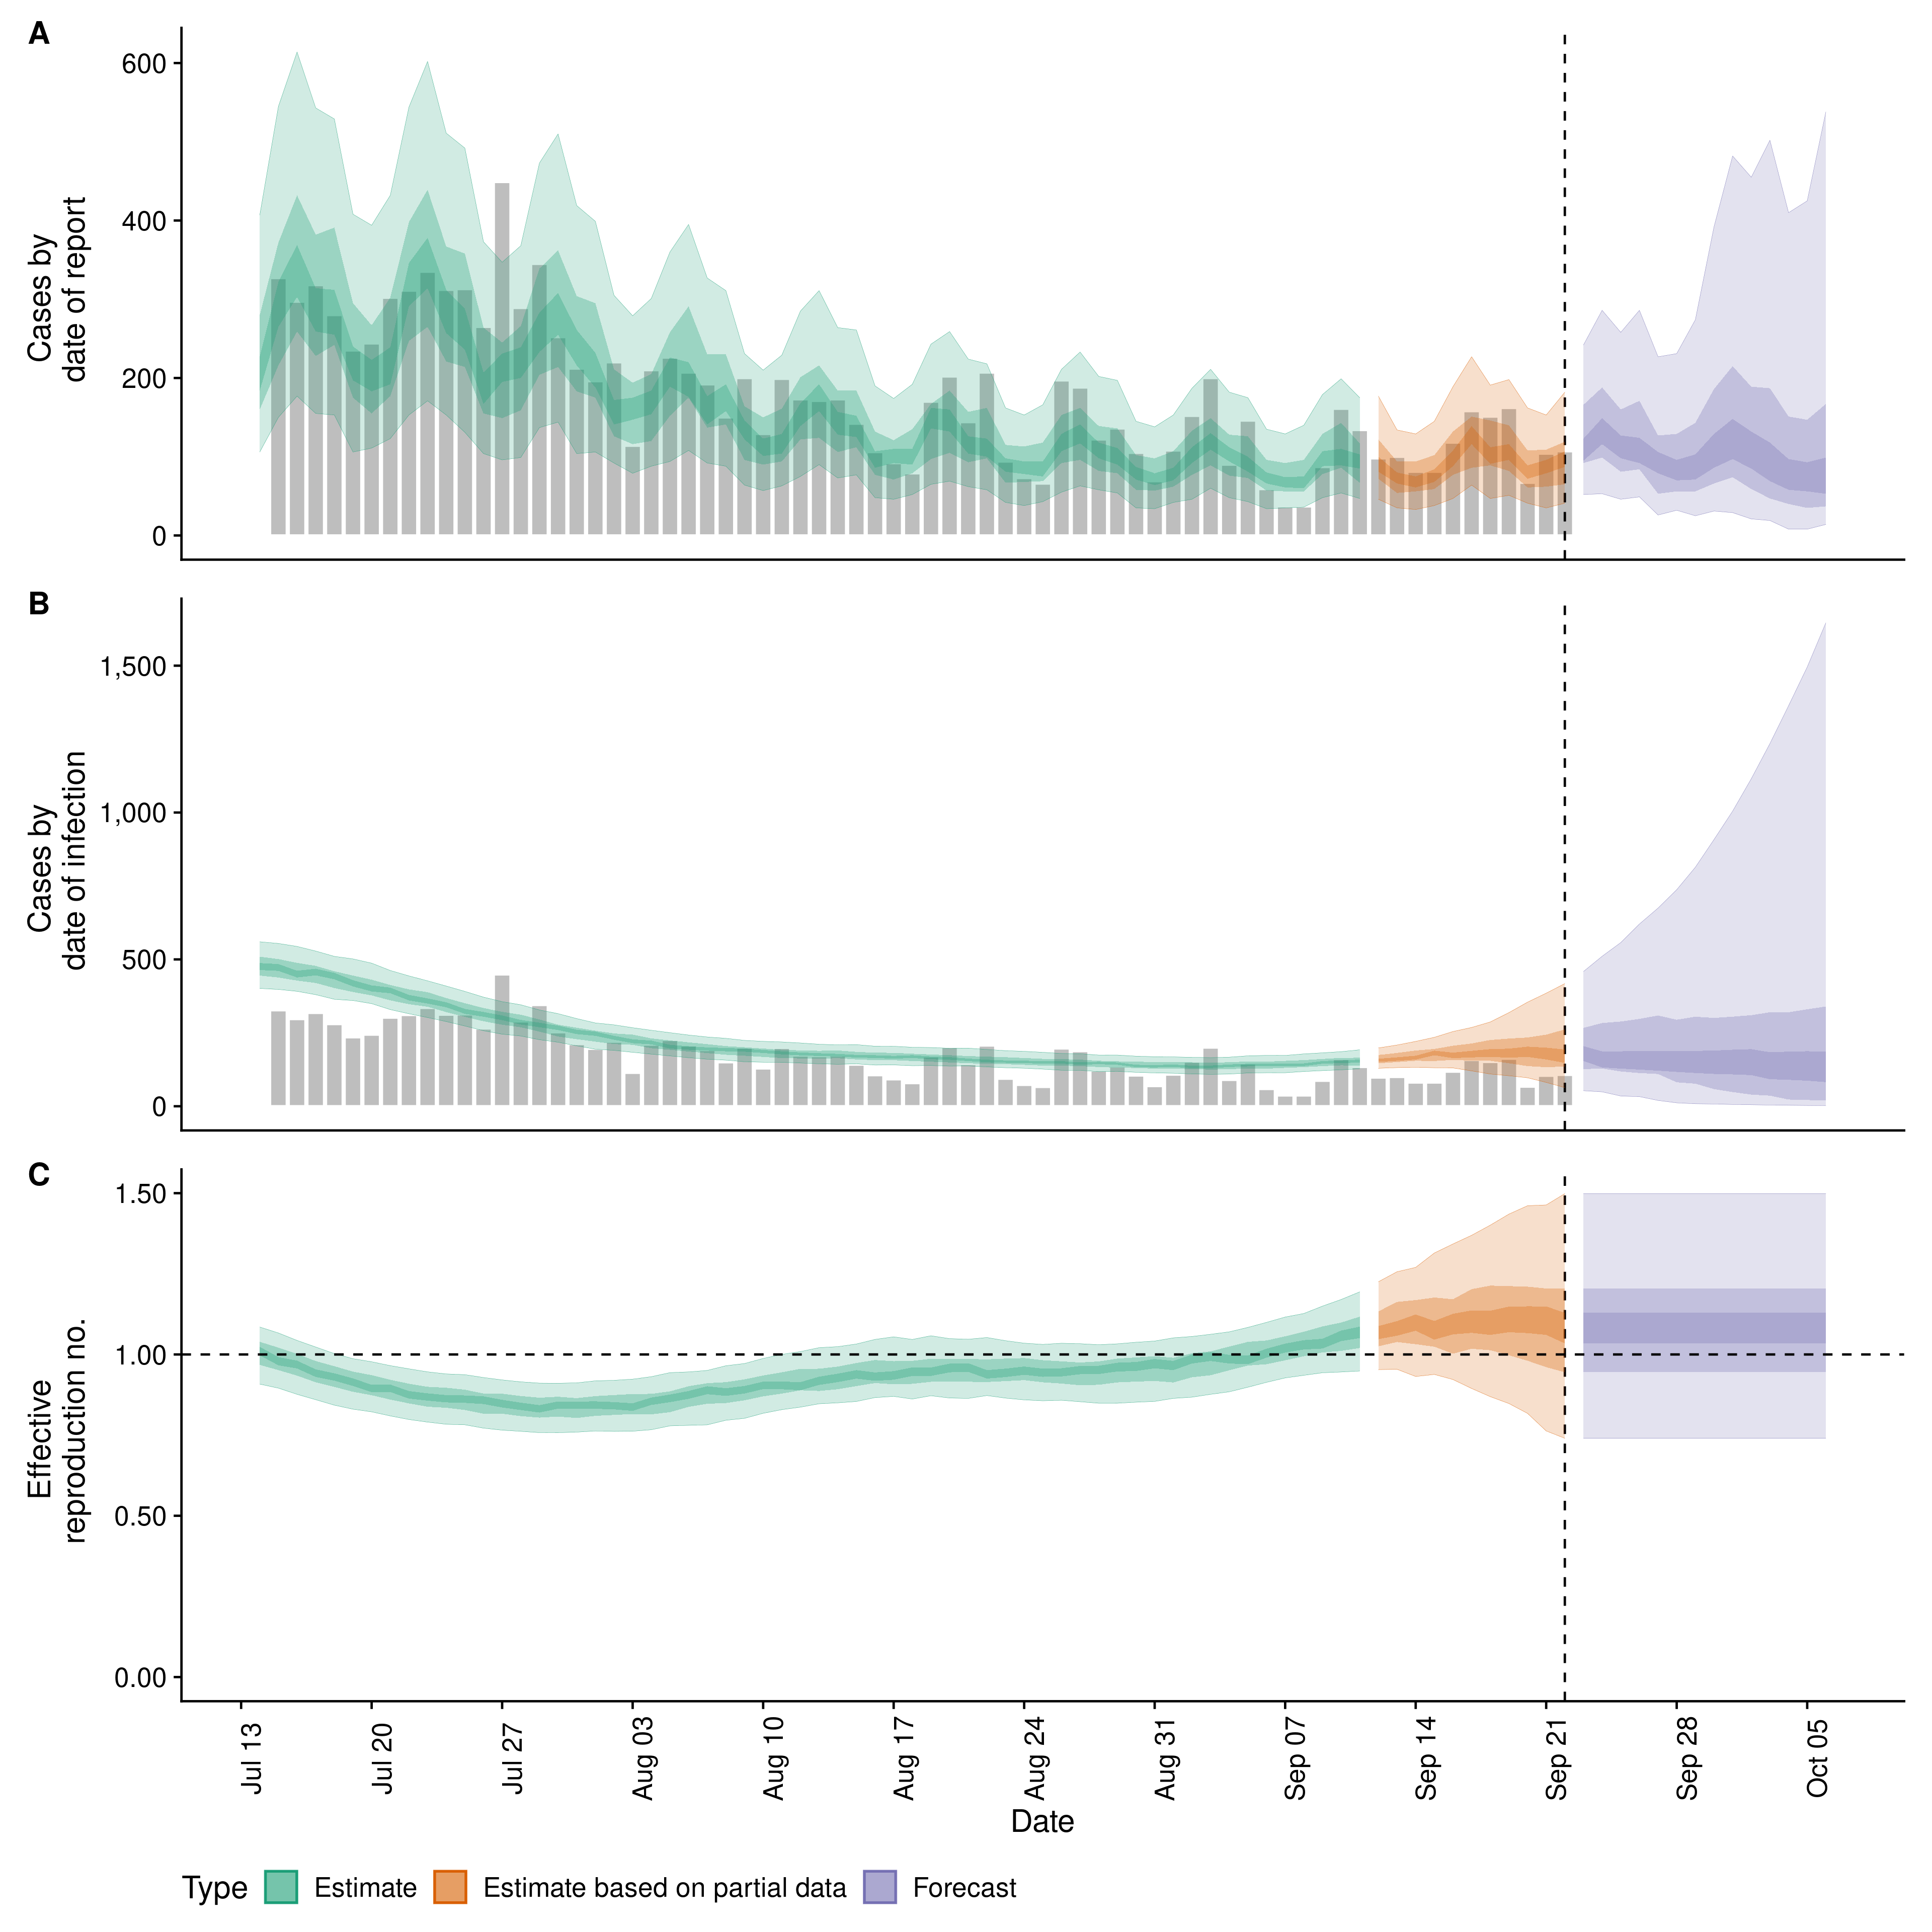 A
600
400
200
0
Cases by
date of report
B
1,500
1,000
500
0
Cases by
date of infection
C
1.50
1.00
0.50
0.00
Effective
reproduction no.
Jul 13
Jul 20
Jul 27
Aug 03
Aug 10
Aug 17
Aug 24
Aug 31
Sep 07
Sep 14
Sep 21
Sep 28
Oct 05
Date
Type Estimate Estimate based on partial data Forecast